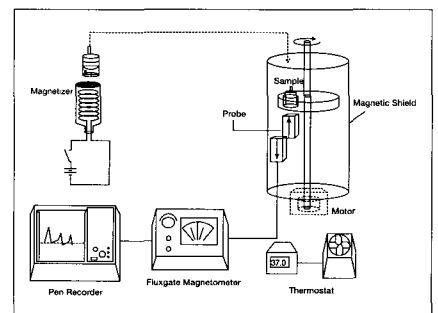 Magnetizer
Sample
Probe
Magnetic Shield
Motor
37.0
Pen Recorder
Fluxgate Magnetometer
Thermostat